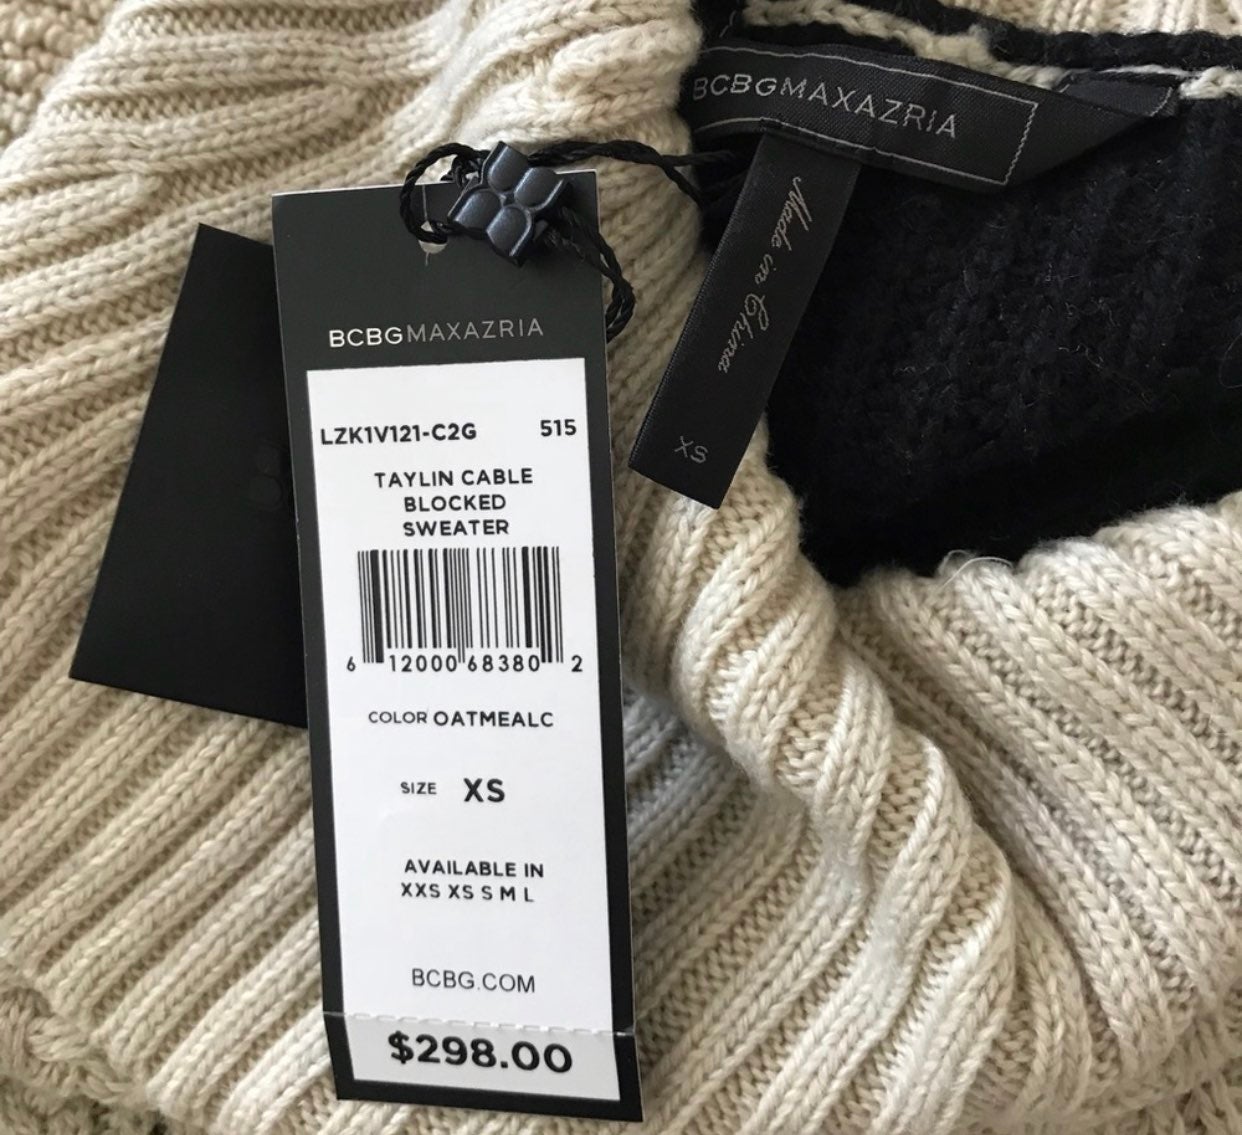 BCBGMAXAZRIA
Made in China
XS
BCBGMAXAZRIA
LZK1V121-C2G 515
TAYLIN CABLE
BLOCKED
SWEATER
6 12000 68380 2
COLOR OATMEALC
SIZE XS
AVAILABLE IN
XXS XS S M L
BCBG.COM
$298.00